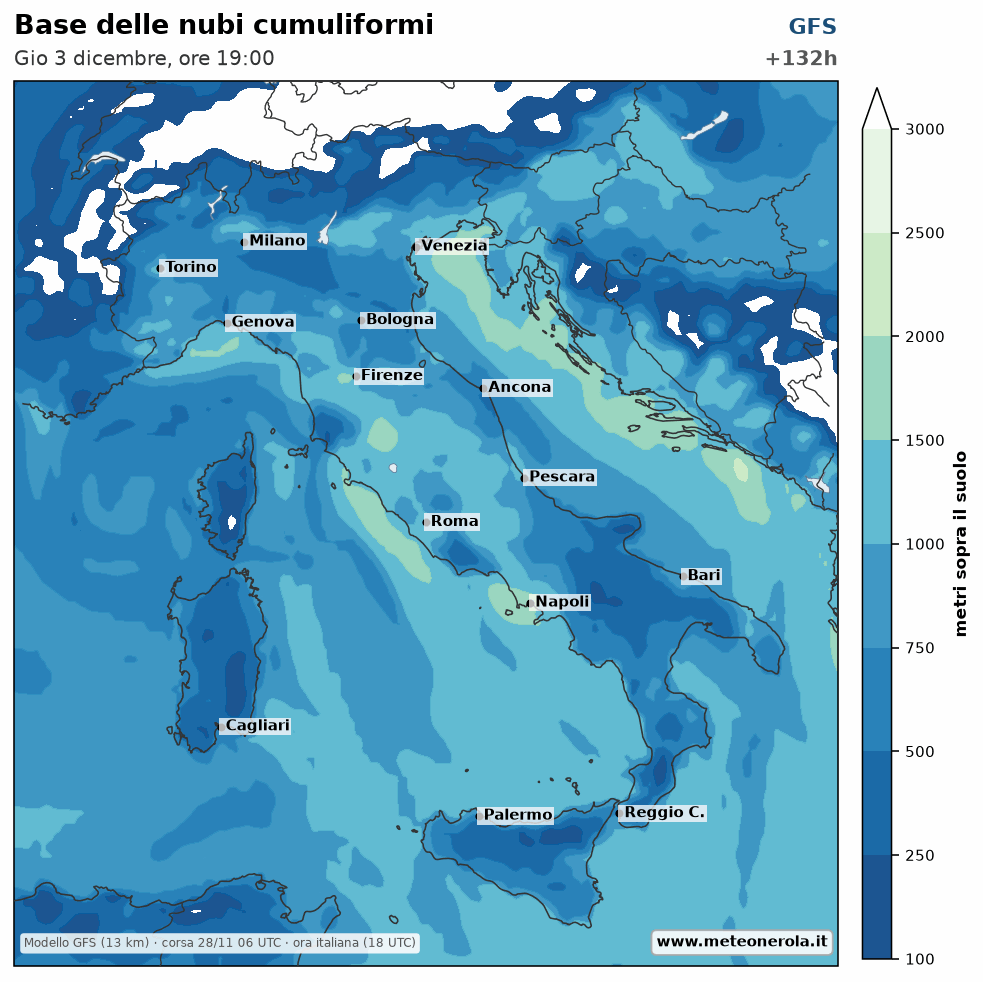 Base delle nubi cumuliformi
GFS
Gio 3 dicembre, ore 19:00
+132h
3000
2500
2000
1500
1000
750
500
250
100
metri sopra il suolo
Milano
Venezia
Torino
Genova
Bologna
Firenze
Ancona
Pescara
Roma
Bari
Napoli
Cagliari
Palermo
Reggio C.
Modello GFS (13 km) · corsa 28/11 06 UTC · ora italiana (18 UTC)
www.meteonerola.it